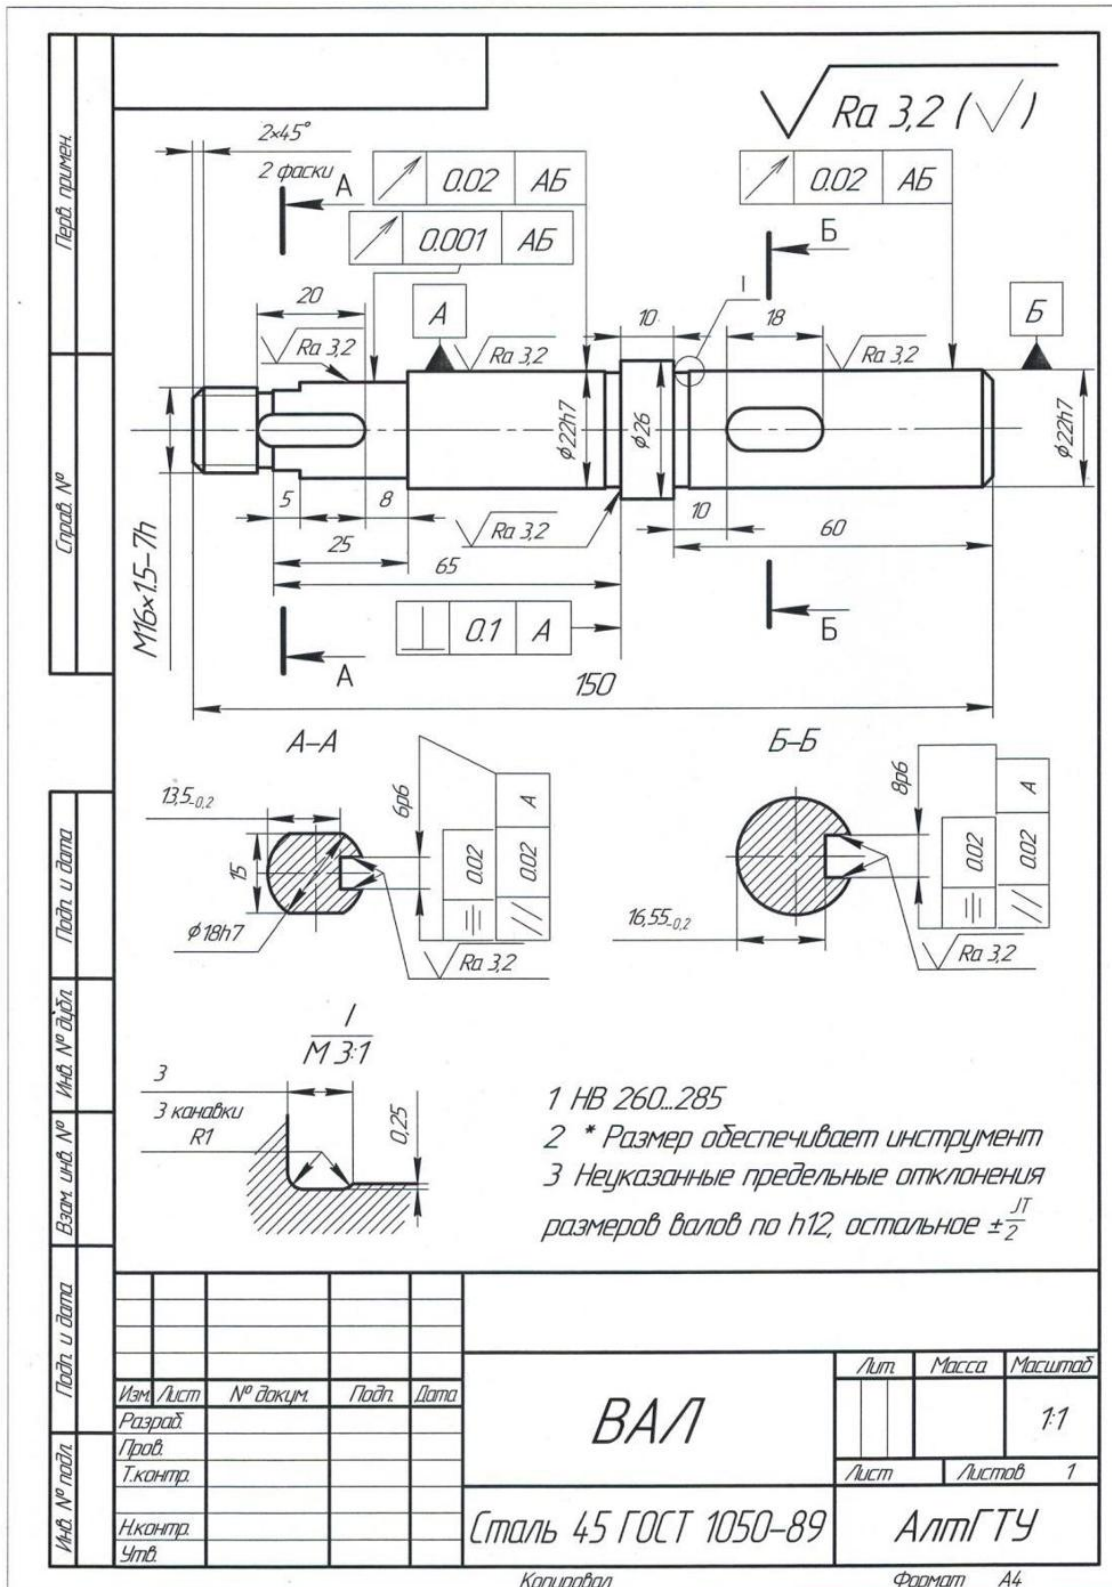 Ra 3,2 (√)
2×45°
2 фаски
А
0.02 АБ
0.001 АБ
0.02 АБ
Б
I
20
А
10
18
Б
Ra 3,2
Ra 3,2
Ra 3,2
М16×1.5–7h
ϕ22h7
ϕ26
ϕ22h7
5
8
Ra 3,2
10
60
25
65
0.1 А
А
Б
150
А–А
Б–Б
13,5-0,2
15
ϕ18h7
6р6
0.02
0.02 А
Ra 3,2
16,55-0,2
8р6
0.02
0.02 А
Ra 3,2
I
М 3:1
3
3 канавки
R1
0,25
1 НВ 260...285
2 * Размер обеспечивает инструмент
3 Неуказанные предельные отклонения
размеров валов по h12, остальное ±JT/2
Перв. примен.
Справ. №
Подп. и дата
Инв. № дубл.
Взам. инв. №
Подп. и дата
Инв. № подл.
Изм. Лист № докум. Подп. Дата
Разраб.
Пров.
Т.контр.
Н.контр.
Утв.
ВАЛ
Лит. Масса Масштаб
1:1
Лист Листов 1
Сталь 45 ГОСТ 1050–89
АлтГТУ
Копировал Формат А4